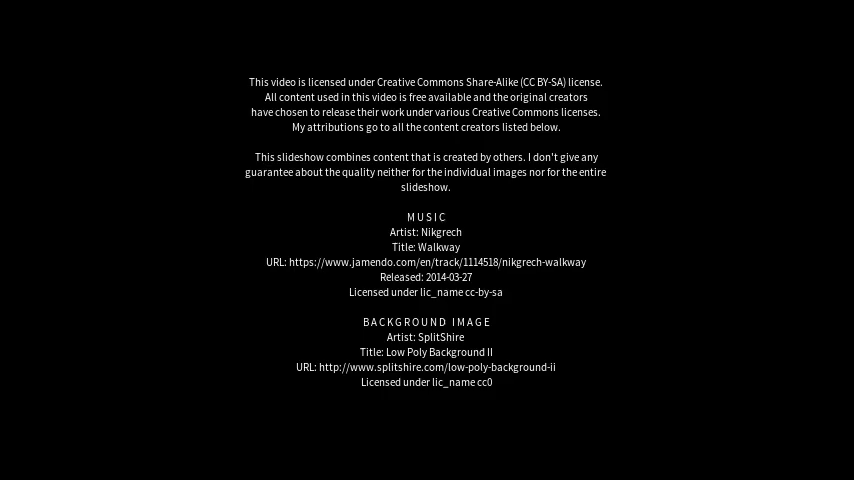 This video is licensed under Creative Commons Share-Alike (CC BY-SA) license.
All content used in this video is free available and the original creators
have chosen to release their work under various Creative Commons licenses.
My attributions go to all the content creators listed below.
This slideshow combines content that is created by others. I don't give any
guarantee about the quality neither for the individual images nor for the entire
slideshow.
MUSIC
Artist: Nikgrech
Title: Walkway
URL: https://www.jamendo.com/en/track/1114518/nikgrech-walkway
Released: 2014-03-27
Licensed under lic_name cc-by-sa
BACKGROUND IMAGE
Artist: SplitShire
Title: Low Poly Background II
URL: http://www.splitshire.com/low-poly-background-ii
Licensed under lic_name cc0